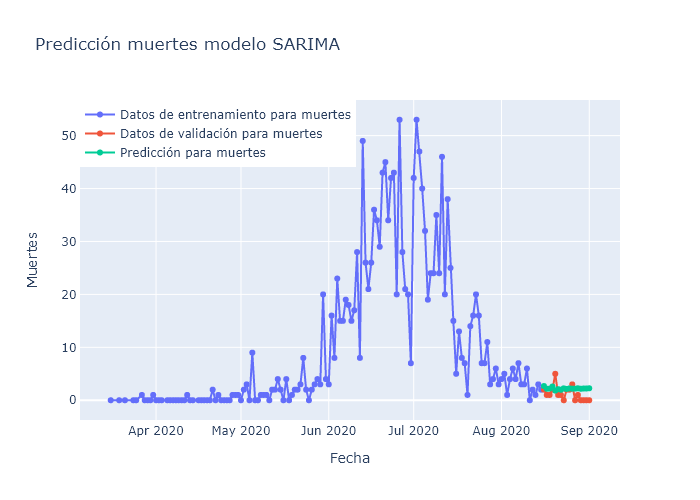 Predicción muertes modelo SARIMA
Datos de entrenamiento para muertes
Datos de validación para muertes
Predicción para muertes
50
40
30
20
10
0
Muertes
Apr 2020
May 2020
Jun 2020
Jul 2020
Aug 2020
Sep 2020
Fecha